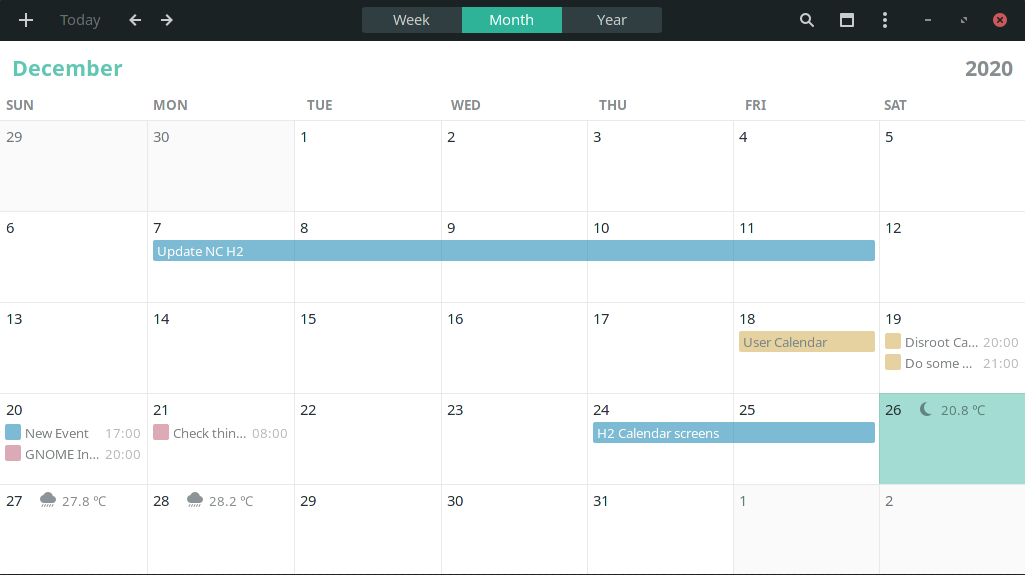 Today Week Month Year
December 2020
SUN MON TUE WED THU FRI SAT
29 30 1 2 3 4 5
6 7 8 9 10 11 12
Update NC H2
13 14 15 16 17 18 19
User Calendar Disroot Ca... 20:00
Do some ... 21:00
20 21 22 23 24 25 26 20.8 ºC
New Event 17:00 Check thin... 08:00 H2 Calendar screens
GNOME In... 20:00
27 27.8 ºC 28 28.2 ºC 29 30 31 1 2